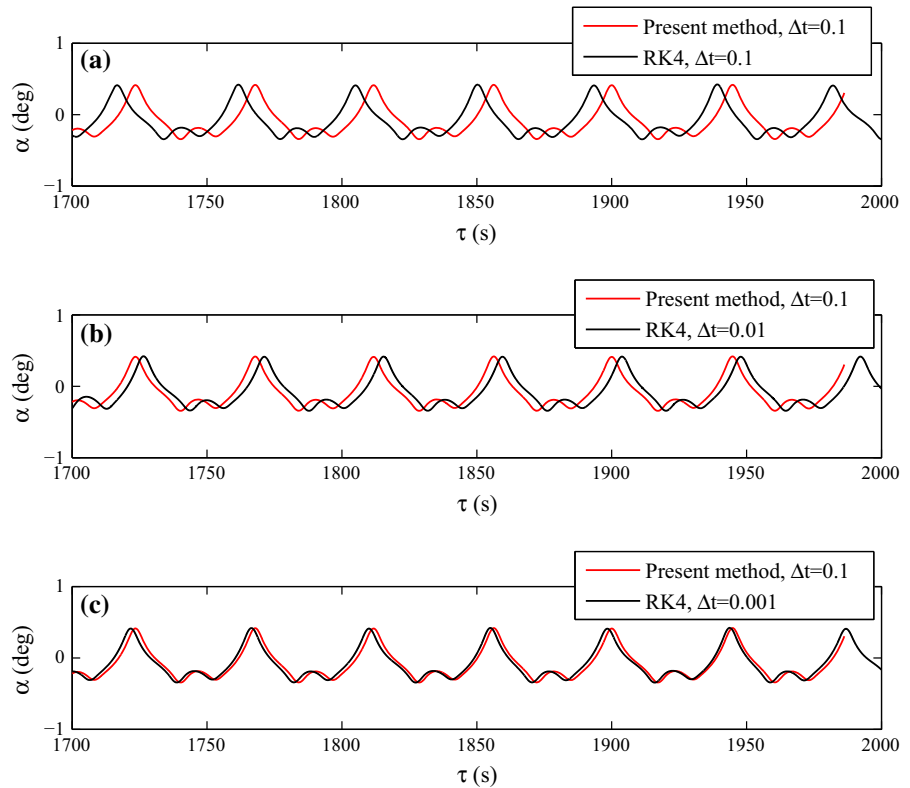 (a)
Present method, Δt=0.1
RK4, Δt=0.1
1
0
−1
α (deg)
1700 1750 1800 1850 1900 1950 2000
τ (s)
(b)
Present method, Δt=0.1
RK4, Δt=0.01
1
0
−1
α (deg)
1700 1750 1800 1850 1900 1950 2000
τ (s)
(c)
Present method, Δt=0.1
RK4, Δt=0.001
1
0
−1
α (deg)
1700 1750 1800 1850 1900 1950 2000
τ (s)